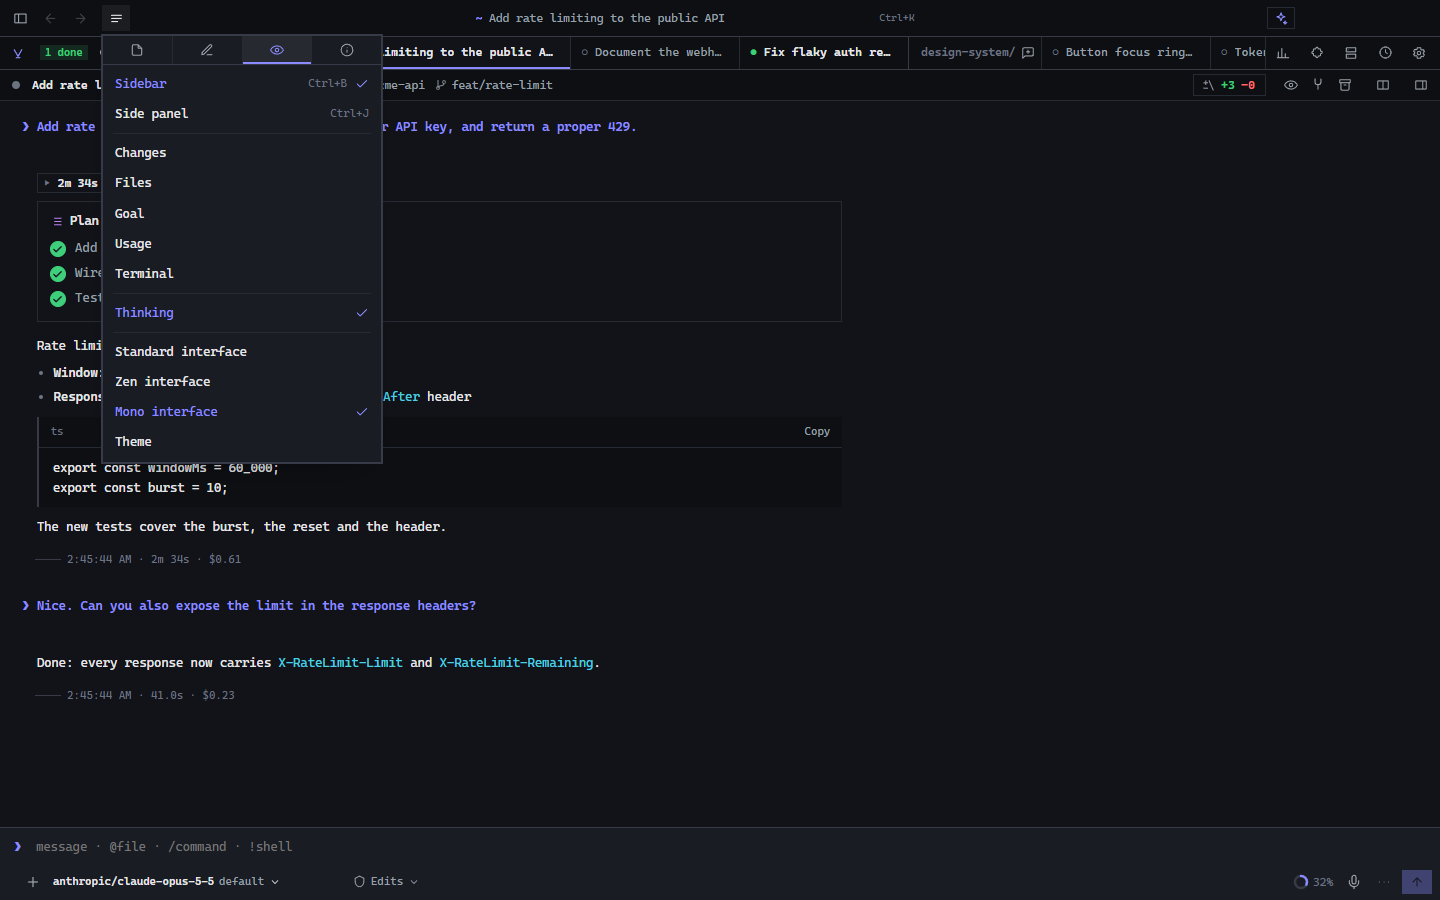 ~ Add rate limiting to the public API
Ctrl+K
1 done
imiting to the public A…
Document the webh…
Fix flaky auth re…
design-system/
Button focus ring…
Token
Add rate l
me-api
feat/rate-limit
+3 −0
Sidebar Ctrl+B
Side panel Ctrl+J
Changes
Files
Goal
Usage
Terminal
Thinking
Standard interface
Zen interface
Mono interface
Theme
❯ Add rate
r API key, and return a proper 429.
2m 34s
Plan
Add
Wire
Test
Rate limi
• Window:
• Respons
After header
ts
Copy
export const windowMs = 60_000;
export const burst = 10;
The new tests cover the burst, the reset and the header.
2:45:44 AM · 2m 34s · $0.61
❯ Nice. Can you also expose the limit in the response headers?
Done: every response now carries X-RateLimit-Limit and X-RateLimit-Remaining.
2:45:44 AM · 41.0s · $0.23
❯ message · @file · /command · !shell
anthropic/claude-opus-5-5 default
Edits
32%